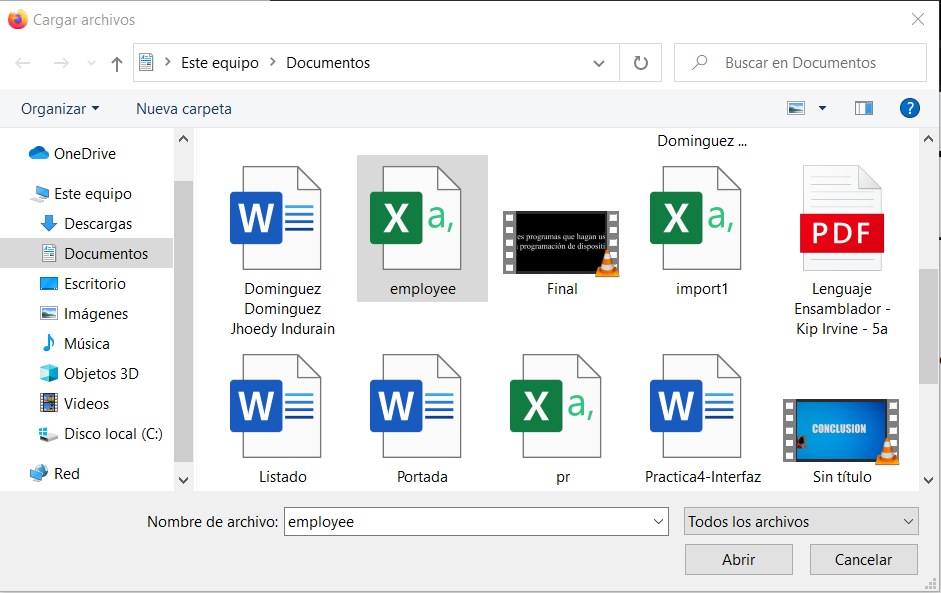 Cargar archivos
Este equipo > Documentos
Buscar en Documentos
Organizar
Nueva carpeta
?
OneDrive
Este equipo
Descargas
Documentos
Escritorio
Imágenes
Música
Objetos 3D
Videos
Disco local (C:)
Red
Dominguez ...
W
X a,
es programas que hagan us
programación de dispositi
X a,
PDF
Dominguez
Dominguez
Jhoedy Indurain
employee
Final
import1
Lenguaje
Ensamblador -
Kip Irvine - 5a
W
W
X a,
W
CONCLUSION
Listado
Portada
pr
Practica4-Interfaz
Sin título
Nombre de archivo:
employee
Todos los archivos
Abrir
Cancelar